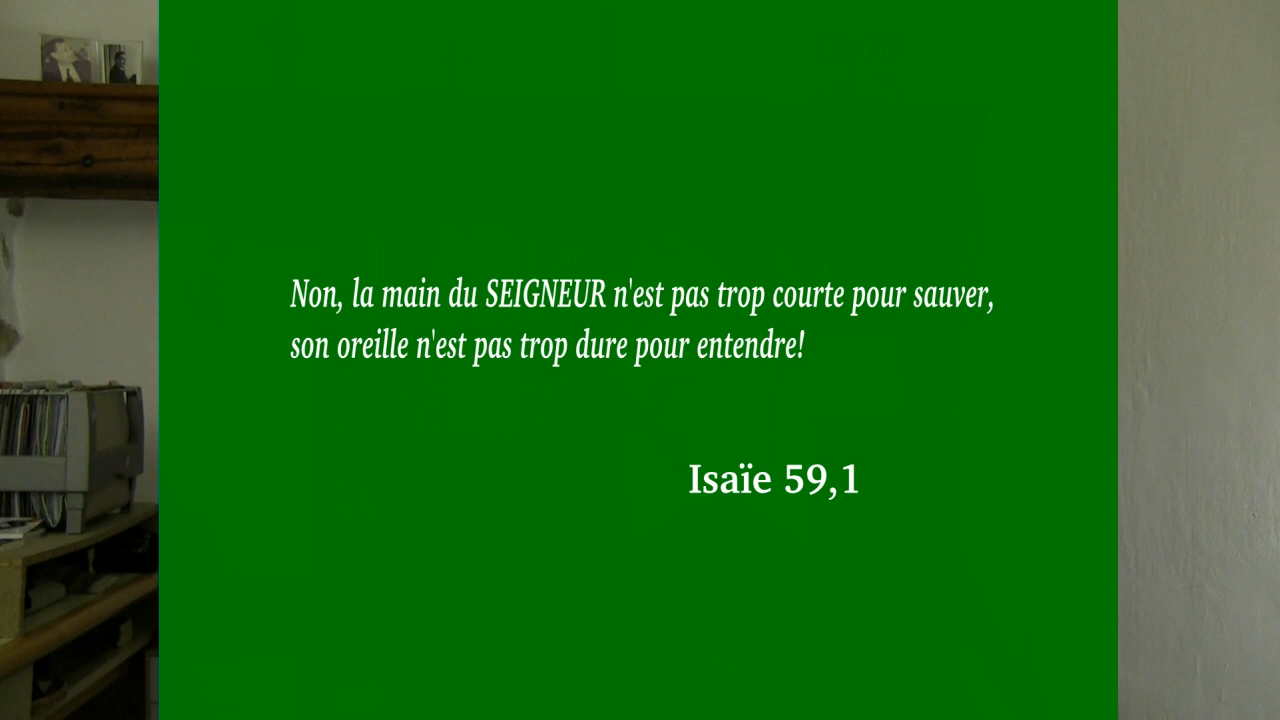 Non, la main du SEIGNEUR n'est pas trop courte pour sauver,
son oreille n'est pas trop dure pour entendre!
Isaïe 59,1